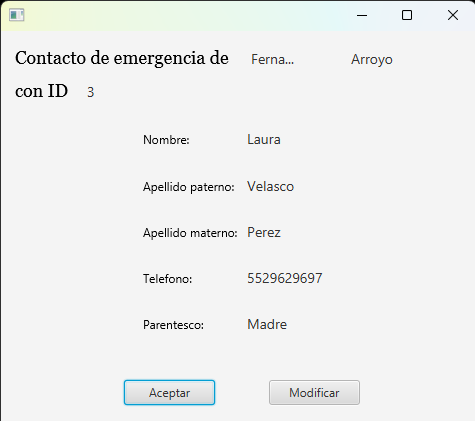 Contacto de emergencia de Ferna... Arroyo
con ID 3
Nombre: Laura
Apellido paterno: Velasco
Apellido materno: Perez
Telefono: 5529629697
Parentesco: Madre
Aceptar Modificar